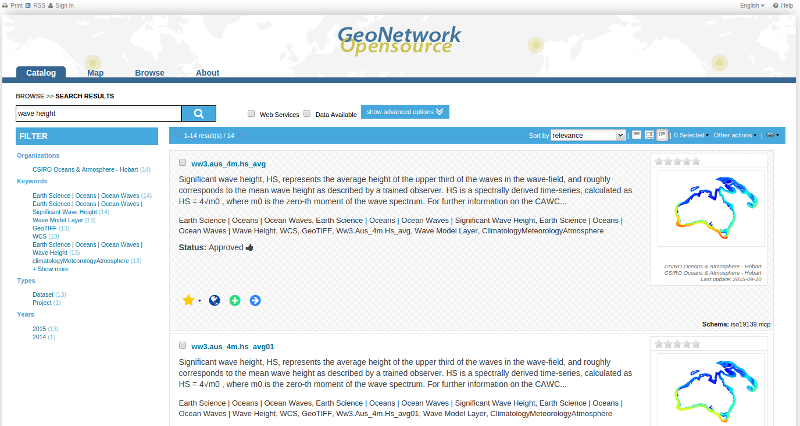 Print RSS Sign In English Help
GeoNetwork
Opensource
Catalog Map Browse About
BROWSE >> SEARCH RESULTS
wave height
Web Services Data Available show advanced options
FILTER
1-14 result(s) / 14
Sort by relevance | 0 Selected Other actions |
Organizations
CSIRO Oceans & Atmosphere - Hobart (14)
Keywords
Earth Science | Oceans | Ocean Waves (14)
Earth Science | Oceans | Ocean Waves |
Significant Wave Height (14)
Wave Model Layer (13)
GeoTIFF (13)
WCS (13)
Earth Science | Oceans | Ocean Waves |
Wave Height (13)
climatologyMeteorologyAtmosphere (13)
+ Show more
Types
Dataset (13)
Project (1)
Years
2015 (13)
2014 (1)
ww3.aus_4m.hs_avg
Significant wave height, HS, represents the average height of the upper third of the waves in the wave-field, and roughly
corresponds to the mean wave height as described by a trained observer. HS is a spectrally derived time-series, calculated as
HS = 4√m0 , where m0 is the zero-th moment of the wave spectrum. For further information on the CAWC...
Earth Science | Oceans | Ocean Waves, Earth Science | Oceans | Ocean Waves | Significant Wave Height, Earth Science | Oceans |
Ocean Waves | Wave Height, WCS, GeoTIFF, Ww3.Aus_4m.Hs_avg, Wave Model Layer, ClimatologyMeteorologyAtmosphere
Status: Approved
CSIRO Oceans & Atmosphere - Hobart
CSIRO Oceans & Atmosphere - Hobart
Last update: 2015-09-20
Schema: iso19139.mcp
ww3.aus_4m.hs_avg01
Significant wave height, HS, represents the average height of the upper third of the waves in the wave-field, and roughly
corresponds to the mean wave height as described by a trained observer. HS is a spectrally derived time-series, calculated as
HS = 4√m0 , where m0 is the zero-th moment of the wave spectrum. For further information on the CAWC...
Earth Science | Oceans | Ocean Waves, Earth Science | Oceans | Ocean Waves | Significant Wave Height, Earth Science | Oceans |
Ocean Waves | Wave Height, WCS, GeoTIFF, Ww3.Aus_4m.Hs_avg01, Wave Model Layer, ClimatologyMeteorologyAtmosphere